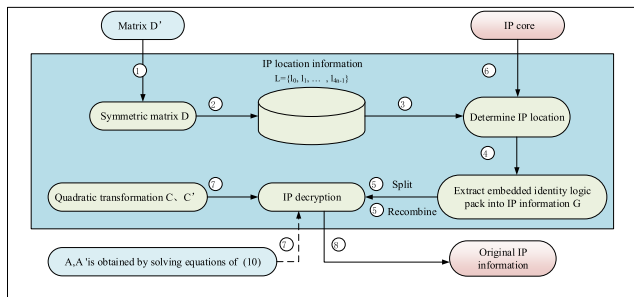 Matrix D’
IP core
①
IP location information
L={l0, l1, … , l4n-1}
⑥
Symmetric matrix D
②
③
Determine IP location
④
Quadratic transformation C、C’
⑦
IP decryption
⑤ Split
⑤ Recombine
Extract embedded identity logic
pack into IP information G
A,A’is obtained by solving equations of (10)
⑦
⑧
Original IP
information